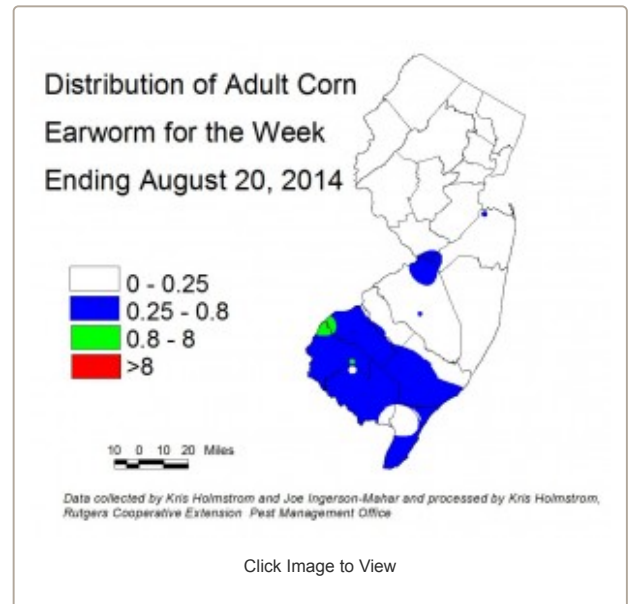 Distribution of Adult Corn
Earworm for the Week
Ending August 20, 2014
0 - 0.25
0.25 - 0.8
0.8 - 8
>8
10 0 10 20 Miles
Data collected by Kris Holmstrom and Joe Ingerson-Mahar and processed by Kris Holmstrom,
Rutgers Cooperative Extension Pest Management Office
Click Image to View